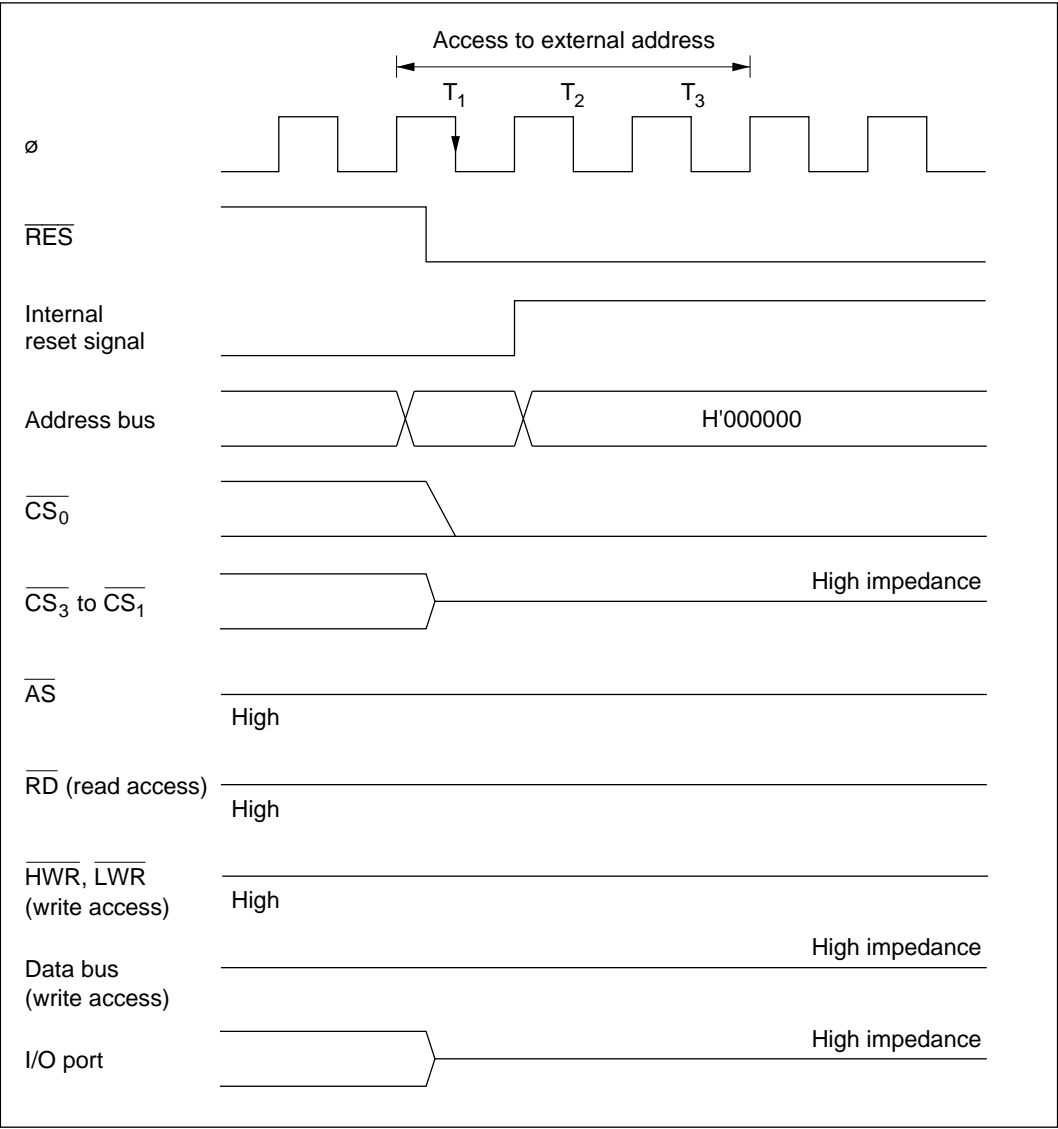 Access to external address
T1 T2 T3
ø
RES
Internal
reset signal
Address bus
H'000000
CS0
CS3 to CS1
High impedance
AS
High
RD (read access)
High
HWR, LWR
(write access)
High
Data bus
(write access)
High impedance
I/O port
High impedance